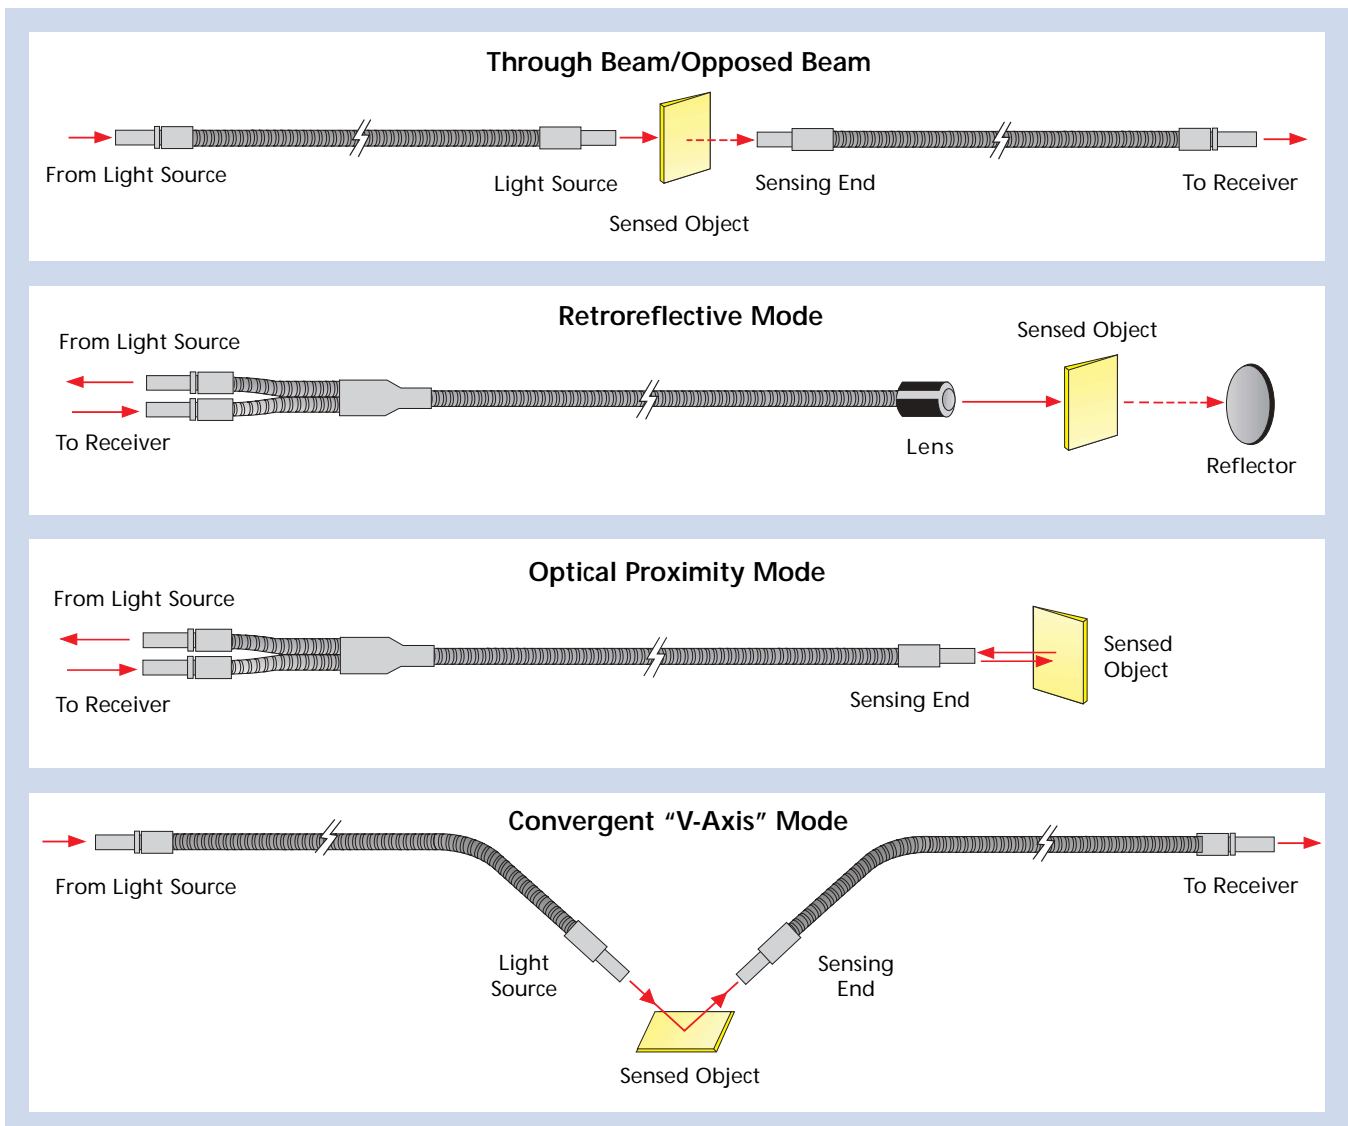 Through Beam/Opposed Beam
From Light Source
Light Source
Sensing End
To Receiver
Sensed Object
Retroreflective Mode
From Light Source
Sensed Object
To Receiver
Lens
Reflector
Optical Proximity Mode
From Light Source
Sensed
Object
To Receiver
Sensing End
Convergent “V-Axis” Mode
From Light Source
To Receiver
Light
Source
Sensing
End
Sensed Object